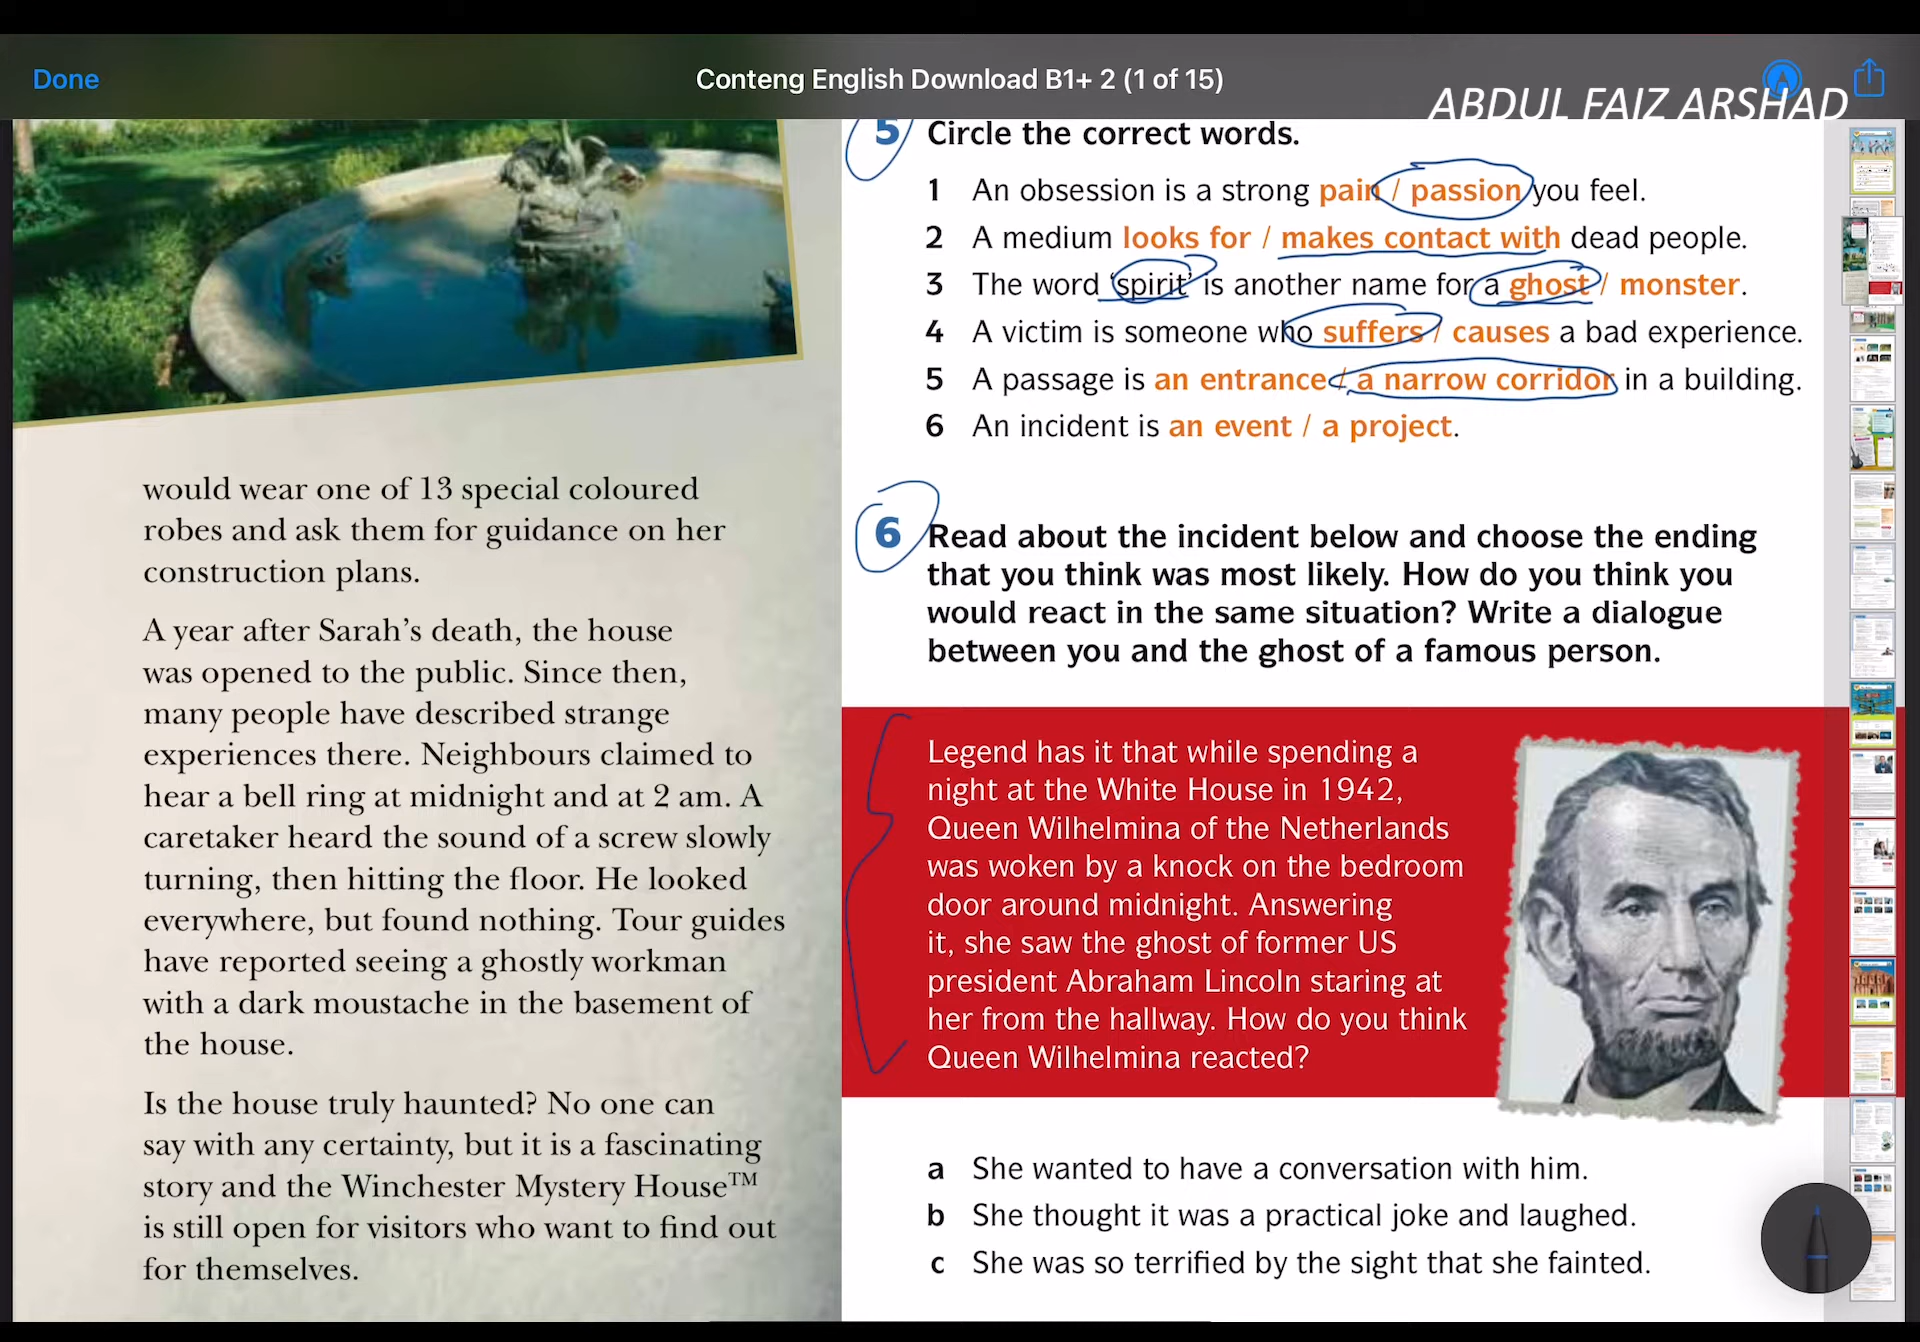 Done
Conteng English Download B1+ 2 (1 of 15)
ABDUL FAIZ ARSHAD
would wear one of 13 special coloured
robes and ask them for guidance on her
construction plans.
A year after Sarah's death, the house
was opened to the public. Since then,
many people have described strange
experiences there. Neighbours claimed to
hear a bell ring at midnight and at 2 am. A
caretaker heard the sound of a screw slowly
turning, then hitting the floor. He looked
everywhere, but found nothing. Tour guides
have reported seeing a ghostly workman
with a dark moustache in the basement of
the house.
Is the house truly haunted? No one can
say with any certainty, but it is a fascinating
story and the Winchester Mystery House™
is still open for visitors who want to find out
for themselves.
5 Circle the correct words.
1 An obsession is a strong pain / passion you feel.
2 A medium looks for / makes contact with dead people.
3 The word 'spirit' is another name for a ghost / monster.
4 A victim is someone who suffers / causes a bad experience.
5 A passage is an entrance / a narrow corridor in a building.
6 An incident is an event / a project.
6 Read about the incident below and choose the ending
that you think was most likely. How do you think you
would react in the same situation? Write a dialogue
between you and the ghost of a famous person.
Legend has it that while spending a
night at the White House in 1942,
Queen Wilhelmina of the Netherlands
was woken by a knock on the bedroom
door around midnight. Answering
it, she saw the ghost of former US
president Abraham Lincoln staring at
her from the hallway. How do you think
Queen Wilhelmina reacted?
a She wanted to have a conversation with him.
b She thought it was a practical joke and laughed.
c She was so terrified by the sight that she fainted.